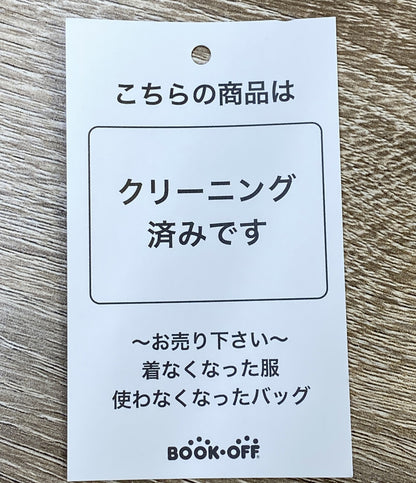 こちらの商品は
クリーニング
済みです
〜お売り下さい〜
着なくなった服
使わなくなったバッグ
BOOK・OFF